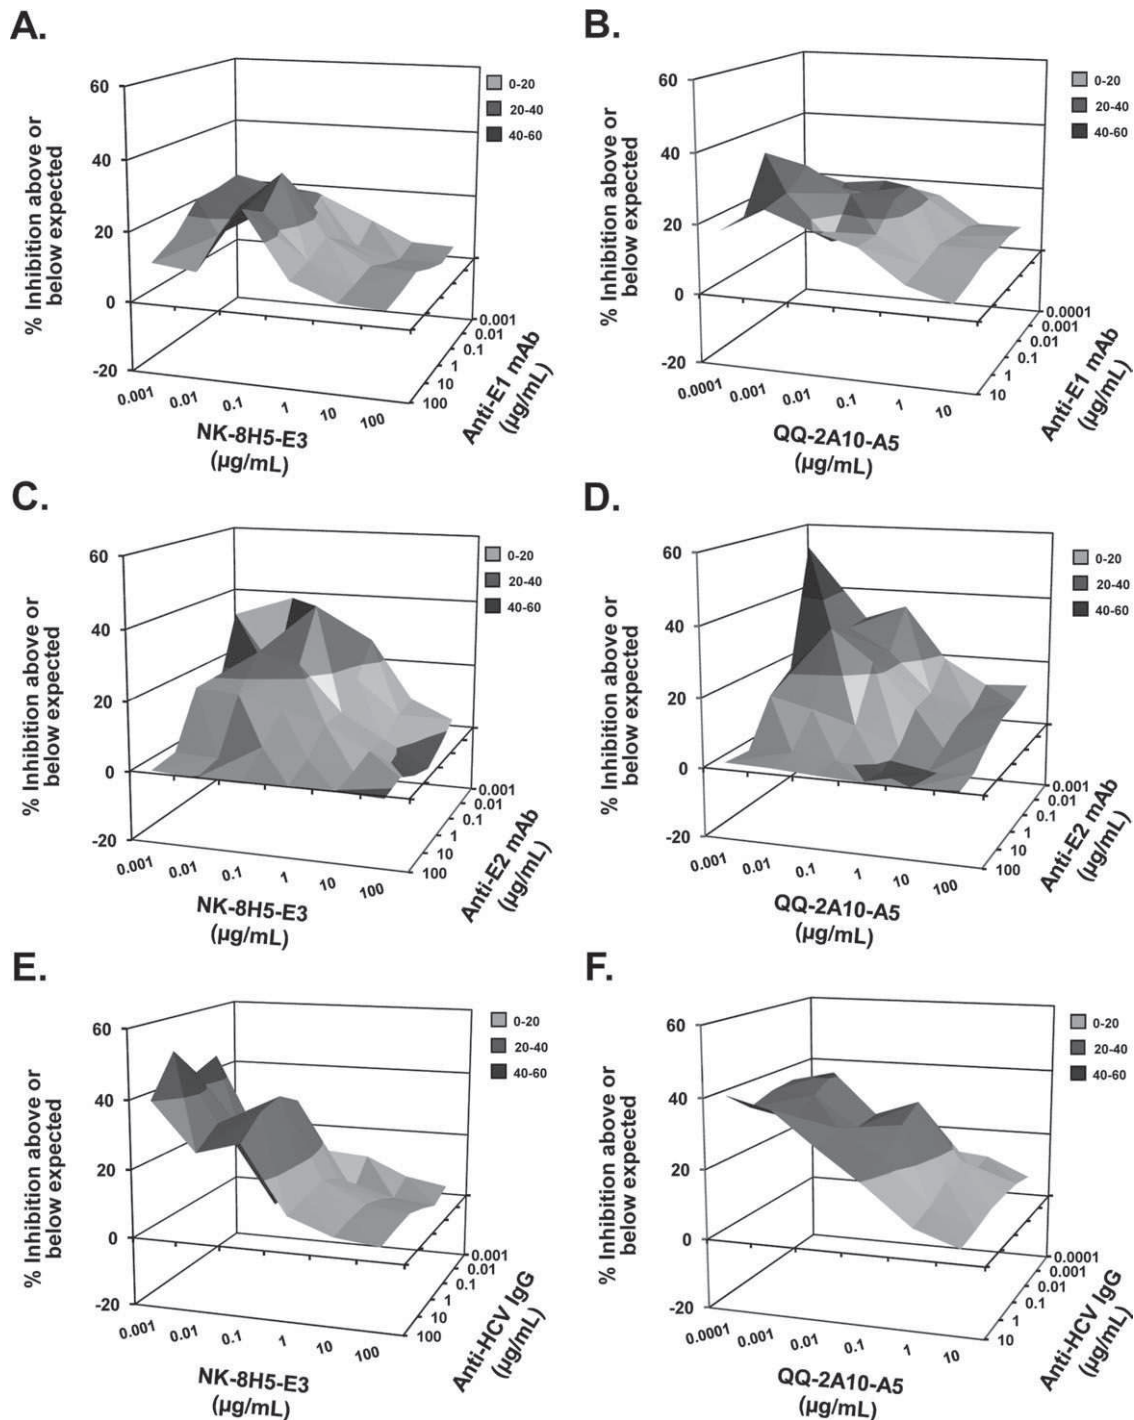 A.
60
40
20
0
-20
% Inhibition above or
below expected
0.001
0.01
0.1
1
10
100
NK-8H5-E3
(µg/mL)
0.001
0.01
0.1
1
10
100
Anti-E1 mAb
(µg/mL)
0-20
20-40
40-60
B.
60
40
20
0
-20
% Inhibition above or
below expected
0.0001
0.001
0.01
0.1
1
10
QQ-2A10-A5
(µg/mL)
0.0001
0.001
0.01
0.1
1
10
Anti-E1 mAb
(µg/mL)
0-20
20-40
40-60
C.
60
40
20
0
-20
% Inhibition above or
below expected
0.001
0.01
0.1
1
10
100
NK-8H5-E3
(µg/mL)
0.001
0.01
0.1
1
10
100
Anti-E2 mAb
(µg/mL)
0-20
20-40
40-60
D.
60
40
20
0
-20
% Inhibition above or
below expected
0.001
0.01
0.1
1
10
100
QQ-2A10-A5
(µg/mL)
0.001
0.01
0.1
1
10
100
Anti-E2 mAb
(µg/mL)
0-20
20-40
40-60
E.
60
40
20
0
-20
% Inhibition above or
below expected
0.001
0.01
0.1
1
10
100
NK-8H5-E3
(µg/mL)
0.001
0.01
0.1
1
10
100
Anti-HCV IgG
(µg/mL)
0-20
20-40
40-60
F.
60
40
20
0
-20
% Inhibition above or
below expected
0.0001
0.001
0.01
0.1
1
10
QQ-2A10-A5
(µg/mL)
0.0001
0.001
0.01
0.1
1
10
Anti-HCV IgG
(µg/mL)
0-20
20-40
40-60